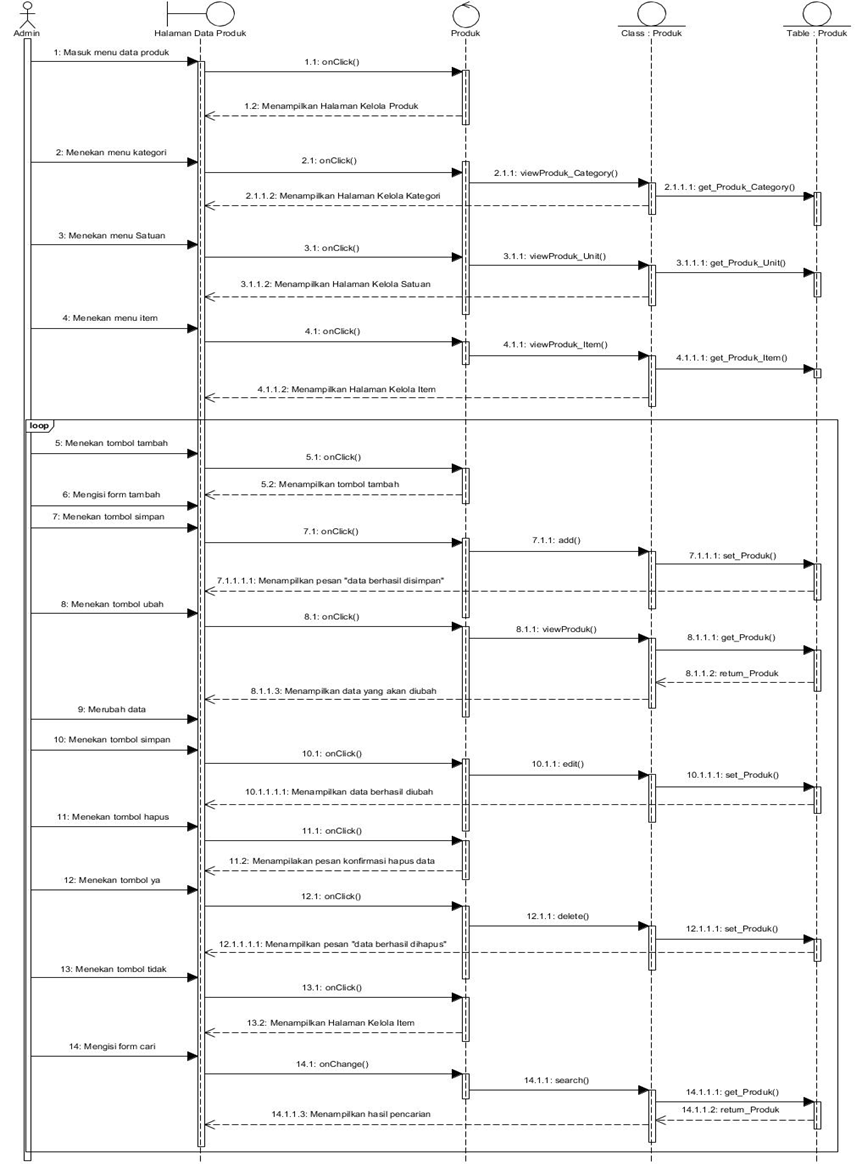 Admin
Halaman Data Produk
Produk
Class : Produk
Table : Produk
1: Masuk menu data produk
1.1: onClick()
1.2: Menampilkan Halaman Kelola Produk
2: Menekan menu kategori
2.1: onClick()
2.1.1: viewProduk_Category()
2.1.1.1: get_Produk_Category()
2.1.1.2: Menampilkan Halaman Kelola Kategori
3: Menekan menu Satuan
3.1: onClick()
3.1.1: viewProduk_Unit()
3.1.1.1: get_Produk_Unit()
3.1.1.2: Menampilkan Halaman Kelola Satuan
4: Menekan menu item
4.1: onClick()
4.1.1: viewProduk_Item()
4.1.1.1: get_Produk_Item()
4.1.1.2: Menampilkan Halaman Kelola Item
loop
5: Menekan tombol tambah
5.1: onClick()
5.2: Menampilkan tombol tambah
6: Mengisi form tambah
7: Menekan tombol simpan
7.1: onClick()
7.1.1: add()
7.1.1.1: set_Produk()
7.1.1.1.1: Menampilkan pesan "data berhasil disimpan"
8: Menekan tombol ubah
8.1: onClick()
8.1.1: viewProduk()
8.1.1.1: get_Produk()
8.1.1.2: return_Produk
8.1.1.3: Menampilkan data yang akan diubah
9: Merubah data
10: Menekan tombol simpan
10.1: onClick()
10.1.1: edit()
10.1.1.1: set_Produk()
10.1.1.1.1: Menampilkan data berhasil diubah
11: Menekan tombol hapus
11.1: onClick()
11.2: Menampilakan pesan konfirmasi hapus data
12: Menekan tombol ya
12.1: onClick()
12.1.1: delete()
12.1.1.1: set_Produk()
12.1.1.1.1: Menampilkan pesan "data berhasil dihapus"
13: Menekan tombol tidak
13.1: onClick()
13.2: Menampilkan Halaman Kelola Item
14: Mengisi form cari
14.1: onChange()
14.1.1: search()
14.1.1.1: get_Produk()
14.1.1.2: return_Produk
14.1.1.3: Menampilkan hasil pencarian